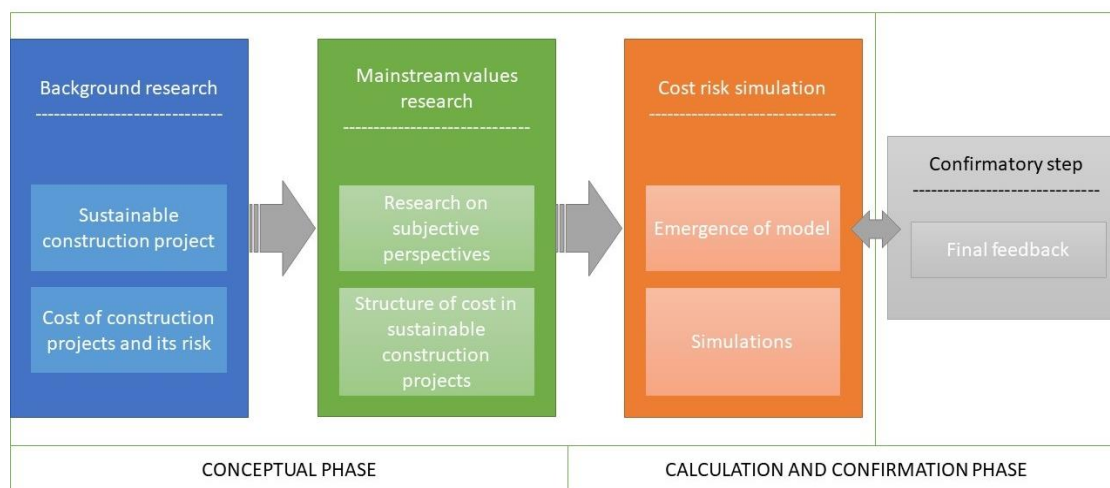 Background research
------------------------------
Sustainable
construction project
Cost of construction
projects and its risk
Mainstream values
research
------------------------------
Research on
subjective
perspectives
Structure of cost in
sustainable
construction
projects
Cost risk simulation
------------------------------
Emergence of model
Simulations
Confirmatory step
------------------------------
Final feedback
CONCEPTUAL PHASE
CALCULATION AND CONFIRMATION PHASE